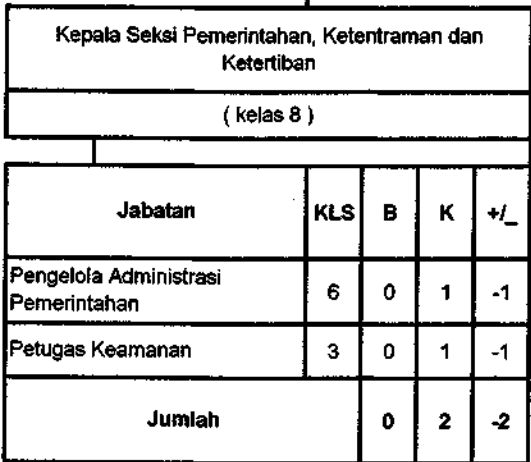 Kepala Seksi Pemerintahan, Ketentraman dan
Ketertiban
( kelas 8 )
Jabatan KLS B K +/_
Pengelola Administrasi
Pemerintahan 6 0 1 -1
Petugas Keamanan 3 0 1 -1
Jumlah 0 2 -2